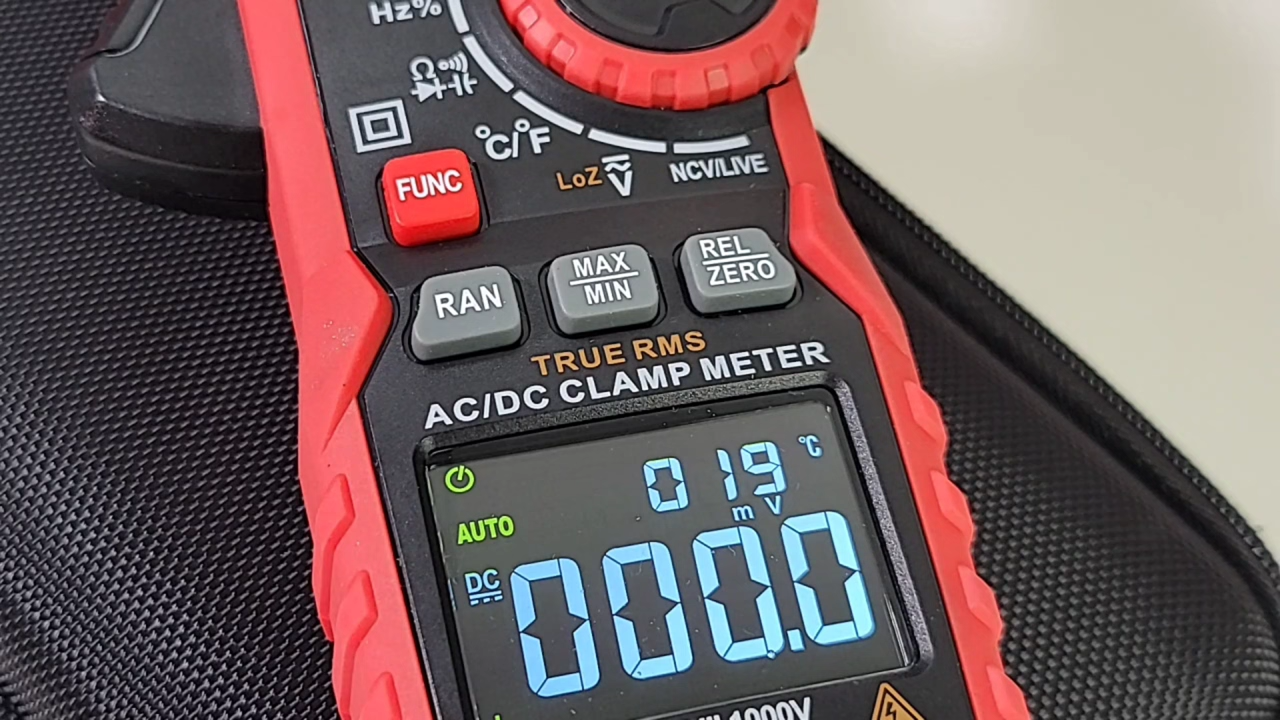 Hz%
Ω
°C/°F
LoZ V
NCV/LIVE
FUNC
RAN
MAX
MIN
REL
ZERO
TRUE RMS
AC/DC CLAMP METER
019 °C
m V
AUTO
DC
000.0
1000V